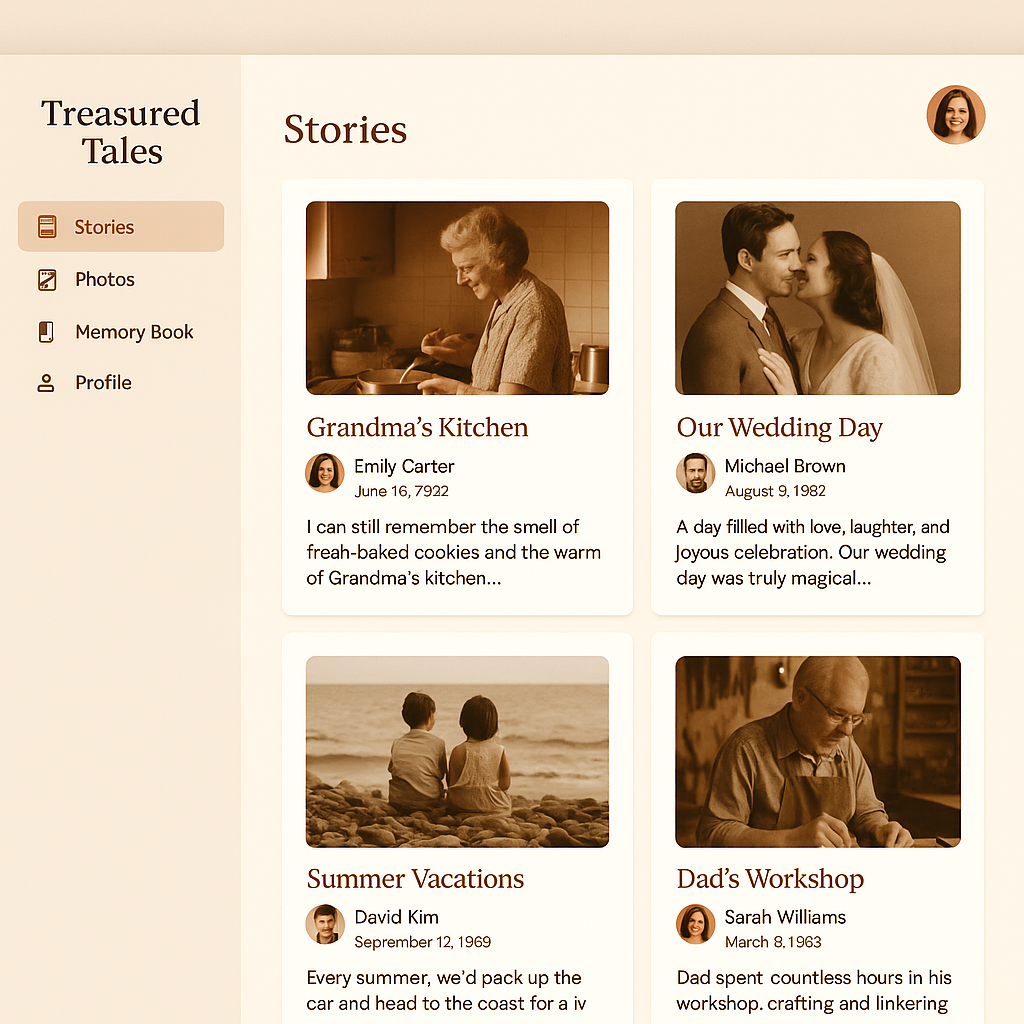 Treasured
Tales
Stories
Photos
Memory Book
Profile
Stories
Grandma's Kitchen
Emily Carter
June 16, 7922
I can still remember the smell of
freah-baked cookies and the warm
of Grandma's kitchen...
Our Wedding Day
Michael Brown
August 9, 1982
A day fillled with love, laughter, and
Joyous celebration. Our wedding
day was truly magical...
Summer Vacations
David Kim
Seprember 12, 1969
Every summer, we'd pack up the
car and head to the coast for a iv
Dad's Workshop
Sarah Williams
March 8.1963
Dad spent countless hours in his
workshop. crafting and linkering